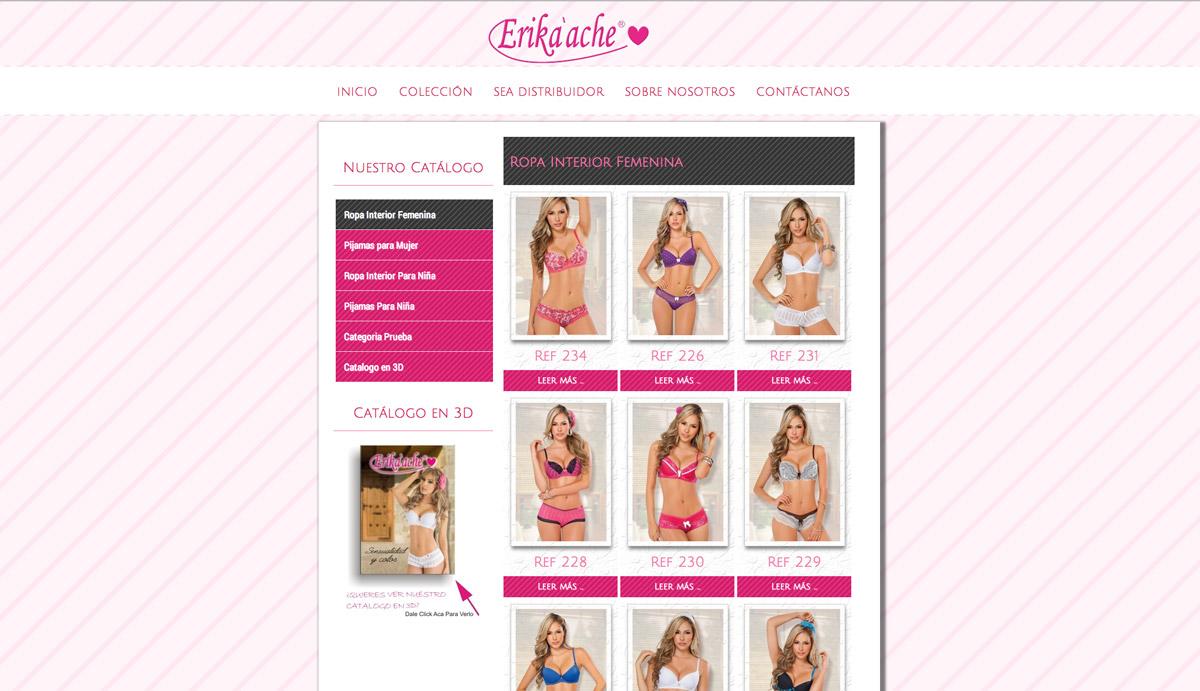 Erika`ache®
INICIO
COLECCIÓN
SEA DISTRIBUIDOR
SOBRE NOSOTROS
CONTÁCTANOS
Nuestro Catálogo
Ropa Interior Femenina
Pijamas para Mujer
Ropa Interior Para Niña
Pijamas Para Niña
Categoria Prueba
Catalogo en 3D
Catálogo en 3D
Erika`ache
Sensualidad
y color
¿QUIERES VER NUESTRO
CATALOGO EN 3D?
Dale Click Aca Para Verlo
Ropa Interior Femenina
Ref 234
Ref 226
Ref 231
LEER MÁS ...
LEER MÁS ...
LEER MÁS ...
Ref 228
Ref 230
Ref 229
LEER MÁS ...
LEER MÁS ...
LEER MÁS ...